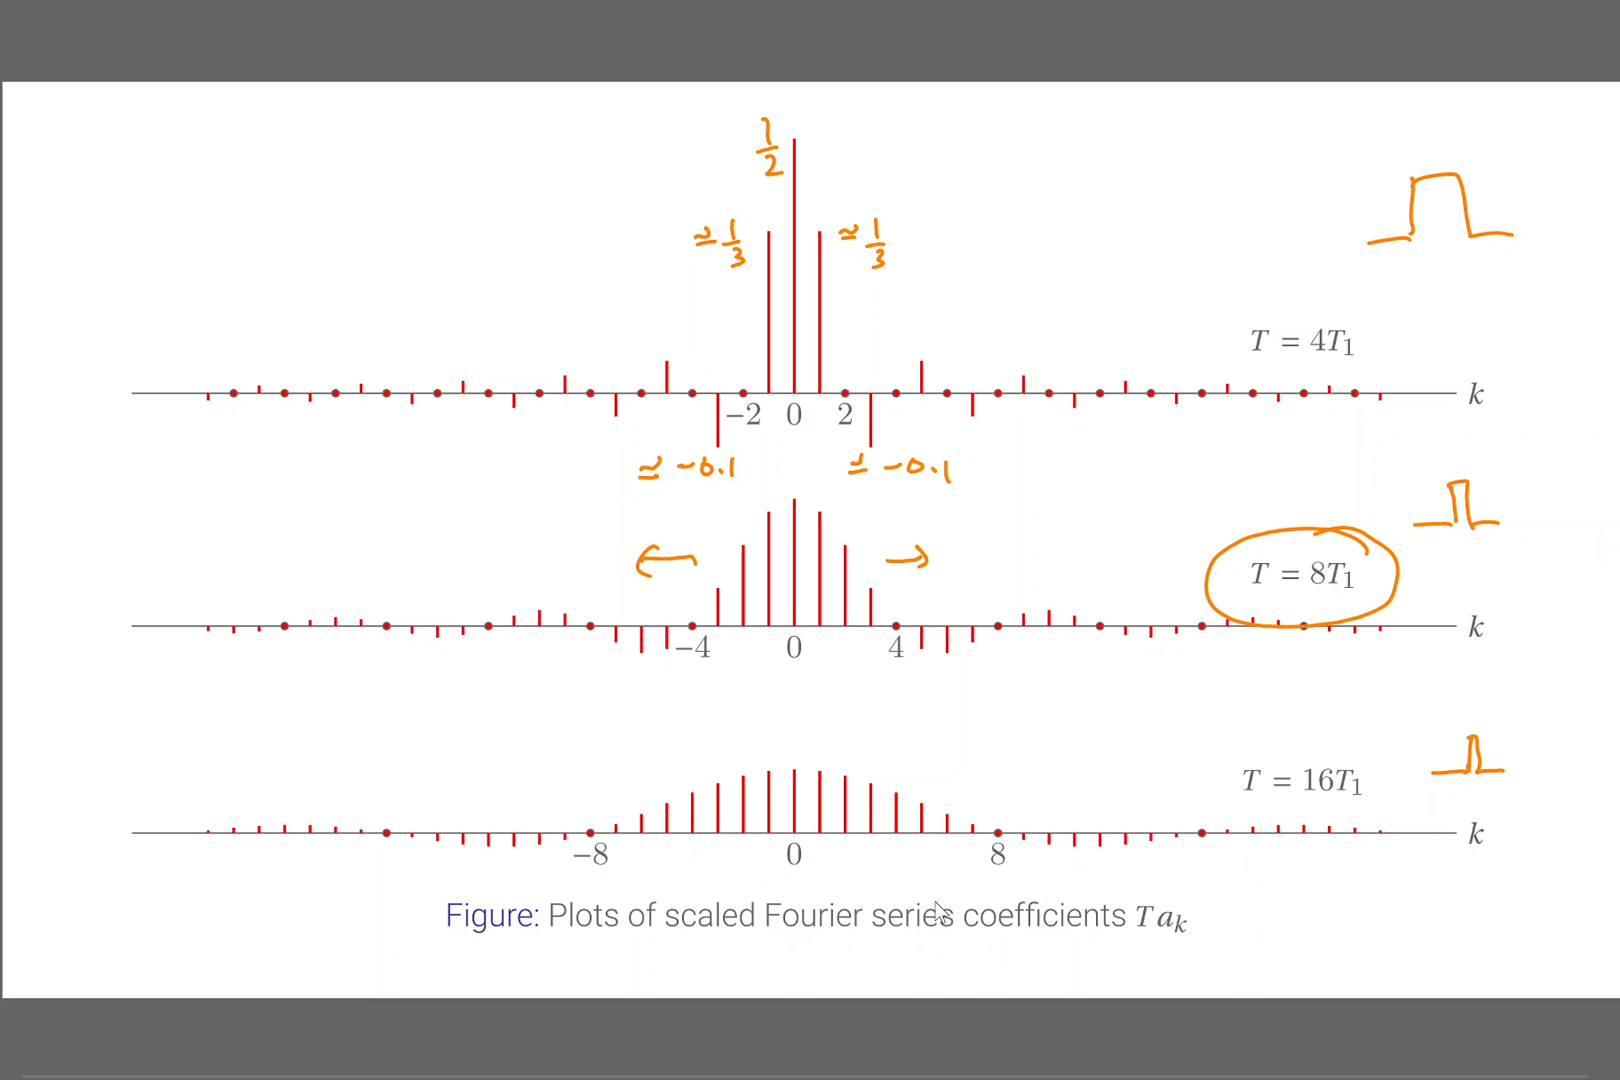 1/2
≃ 1/3 ≃ 1/3
T = 4T₁
k
−2 0 2
≃ −0.1 ≃ −0.1
T = 8T₁
k
−4 0 4
T = 16T₁
k
−8 0 8
Figure: Plots of scaled Fourier series coefficients T aₖ